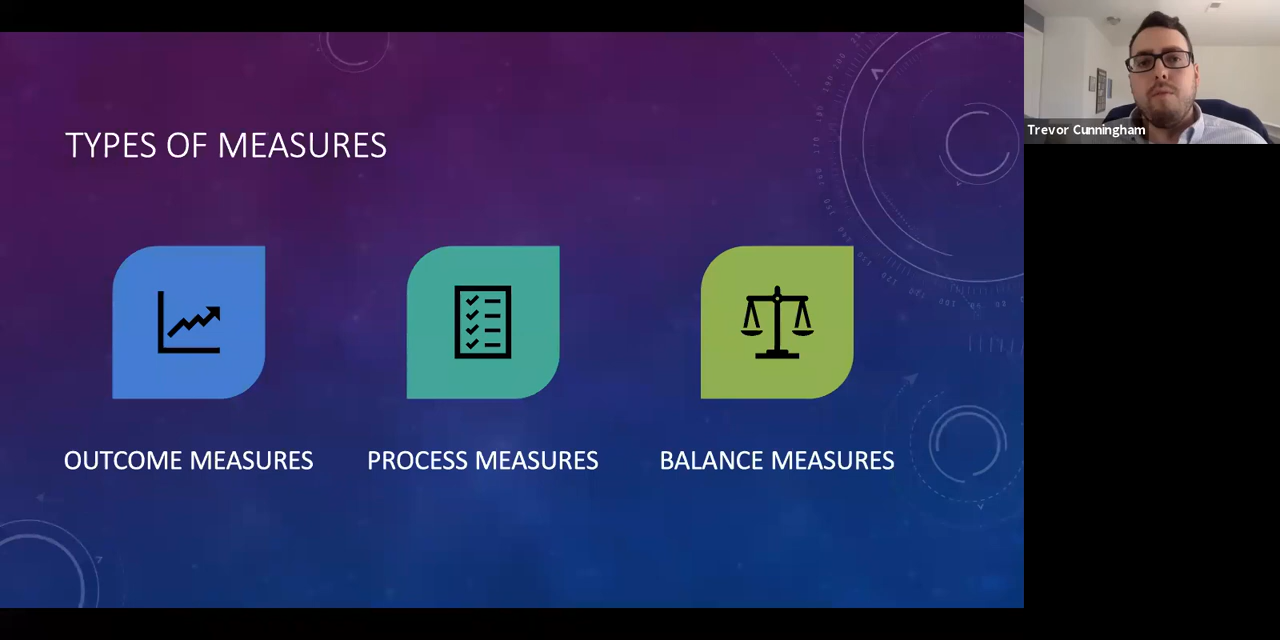 TYPES OF MEASURES
OUTCOME MEASURES
PROCESS MEASURES
BALANCE MEASURES
Trevor Cunningham